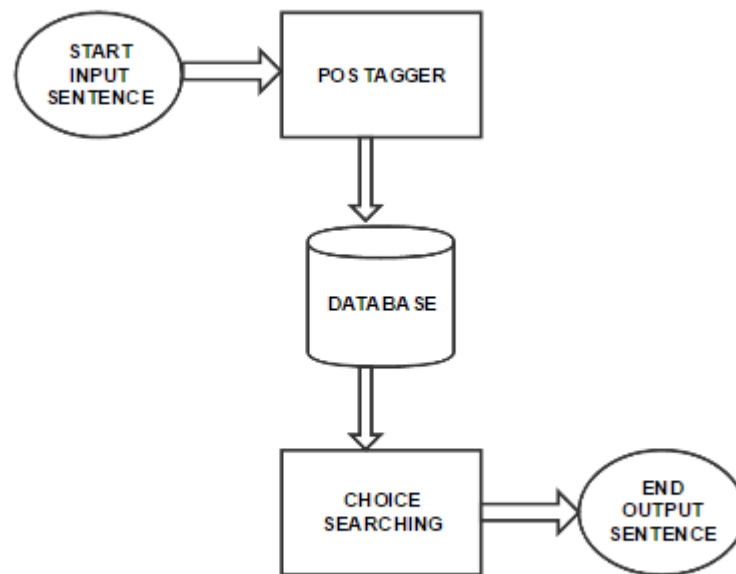 START
INPUT
SENTENCE
POS TAGGER
DATABASE
CHOICE
SEARCHING
END
OUTPUT
SENTENCE